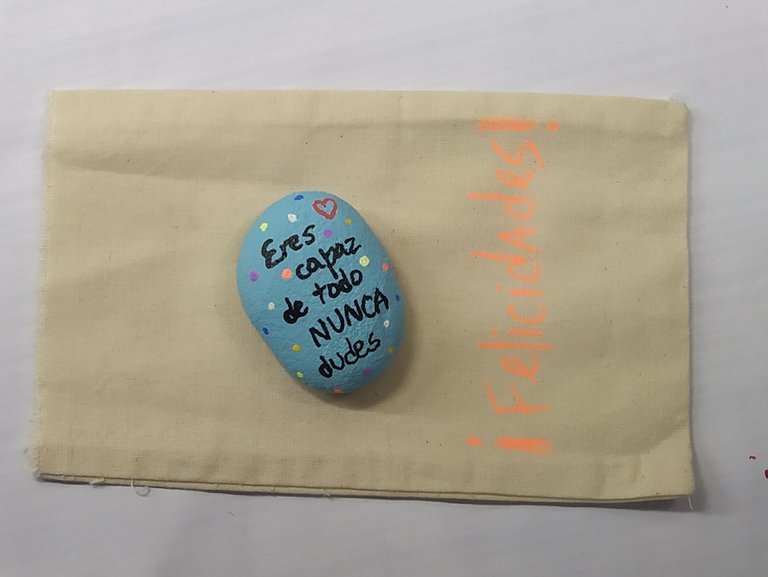 Eres
capaz
de todo
NUNCA
dudes
¡Felicidades!